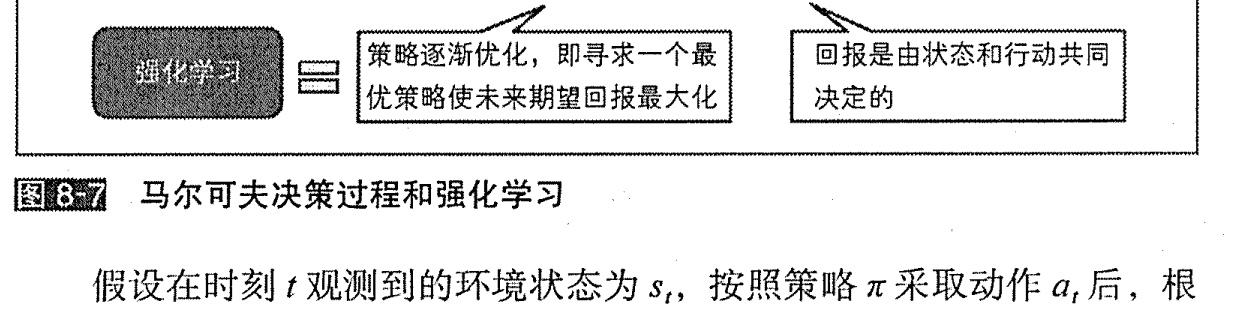 强化学习
策略逐渐优化，即寻求一个最
优策略使未来期望回报最大化
回报是由状态和行动共同
决定的
图 8-7 马尔可夫决策过程和强化学习
假设在时刻 t 观测到的环境状态为 sₜ，按照策略 π 采取动作 aₜ 后，根